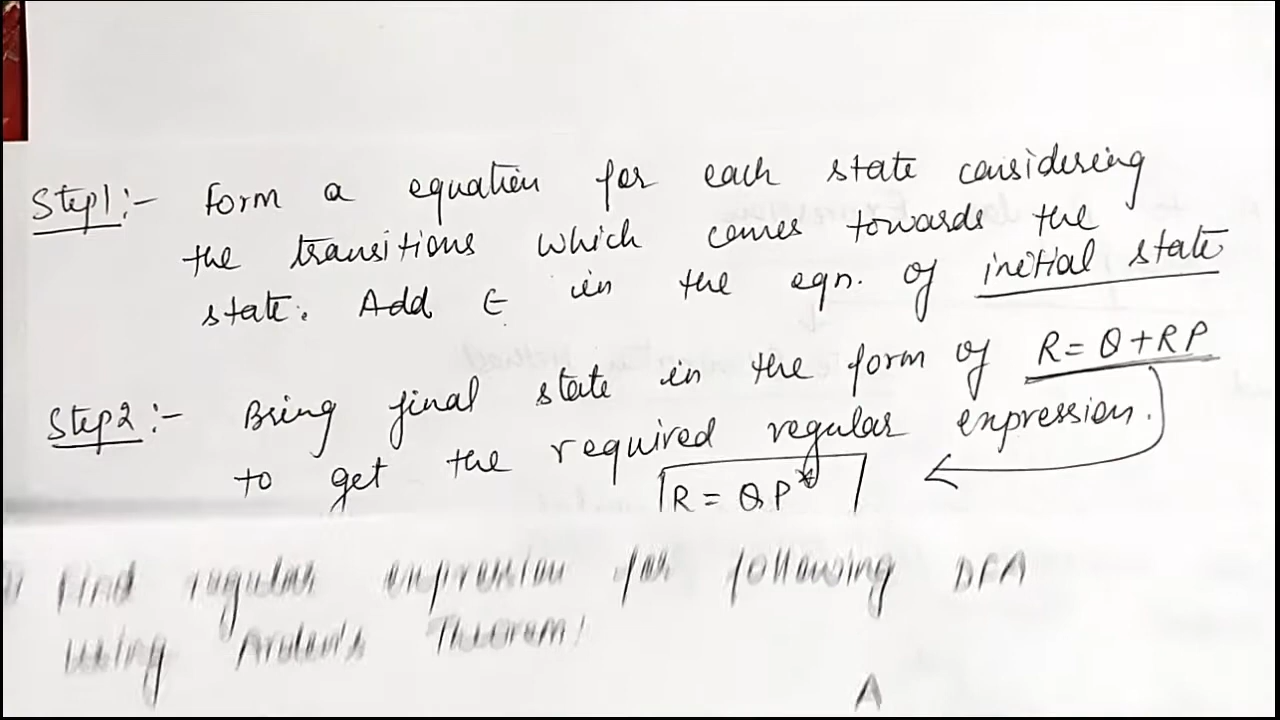 Step1:- Form a equation for each state considering
the transitions which comes towards the
state. Add ∈ in the eqn. of initial state
Step2:- Bring final state in the form of R = Q + RP
to get the required regular expression.
R = QP*
Find regular expression for following DFA
using Arden's Theorem!
A